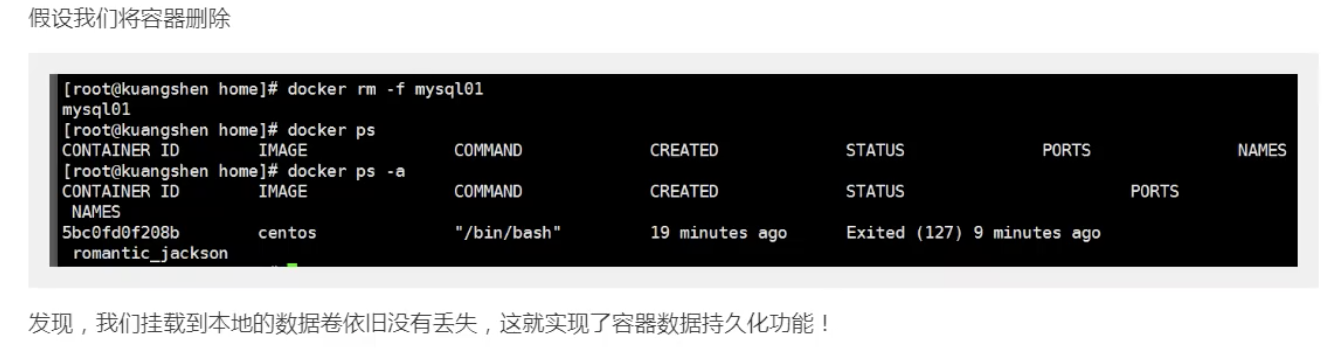 假设我们将容器删除
[root@kuangshen home]# docker rm -f mysql01
mysql01
[root@kuangshen home]# docker ps
CONTAINER ID        IMAGE               COMMAND             CREATED             STATUS              PORTS               NAMES
[root@kuangshen home]# docker ps -a
CONTAINER ID        IMAGE               COMMAND             CREATED             STATUS                       PORTS
 NAMES
5bc0fd0f208b        centos              "/bin/bash"         19 minutes ago      Exited (127) 9 minutes ago
 romantic_jackson
发现，我们挂载到本地的数据卷依旧没有丢失，这就实现了容器数据持久化功能！